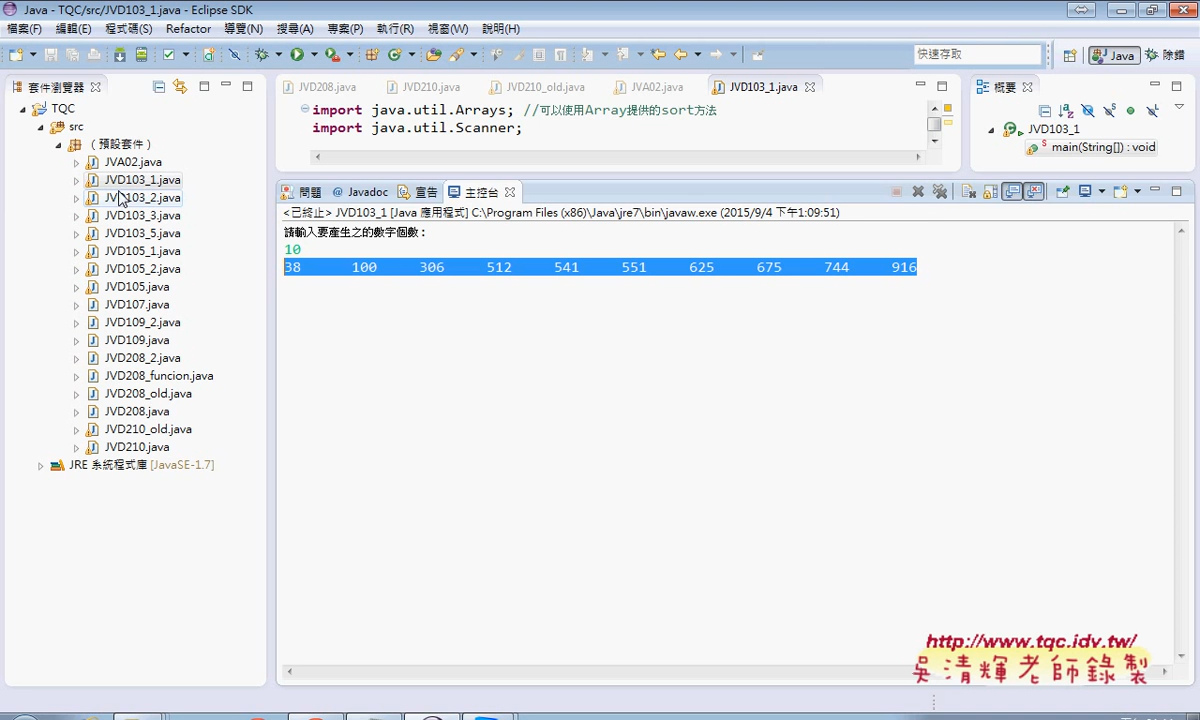 Java - TQC/src/JVD103_1.java - Eclipse SDK
檔案(F) 編輯(E) 程式碼(S) Refactor 導覽(N) 搜尋(A) 專案(P) 執行(R) 視窗(W) 說明(H)
快速存取 Java 除錯
套件瀏覽器
TQC
src
（預設套件）
JVA02.java
JVD103_1.java
JVD103_2.java
JVD103_3.java
JVD103_5.java
JVD105_1.java
JVD105_2.java
JVD105.java
JVD107.java
JVD109_2.java
JVD109.java
JVD208_2.java
JVD208_funcion.java
JVD208_old.java
JVD208.java
JVD210_old.java
JVD210.java
JRE 系統程式庫 [JavaSE-1.7]
JVD208.java JVD210.java JVD210_old.java JVA02.java JVD103_1.java
import java.util.Arrays; //可以使用Array提供的sort方法
import java.util.Scanner;
概要
JVD103_1
main(String[]) : void
問題 @ Javadoc 宣告 主控台
<已終止> JVD103_1 [Java 應用程式] C:\Program Files (x86)\Java\jre7\bin\javaw.exe (2015/9/4 下午1:09:51)
請輸入要產生之的數字個數：
10
38 100 306 512 541 551 625 675 744 916
http://www.tqc.idv.tw/
吳清輝老師錄製